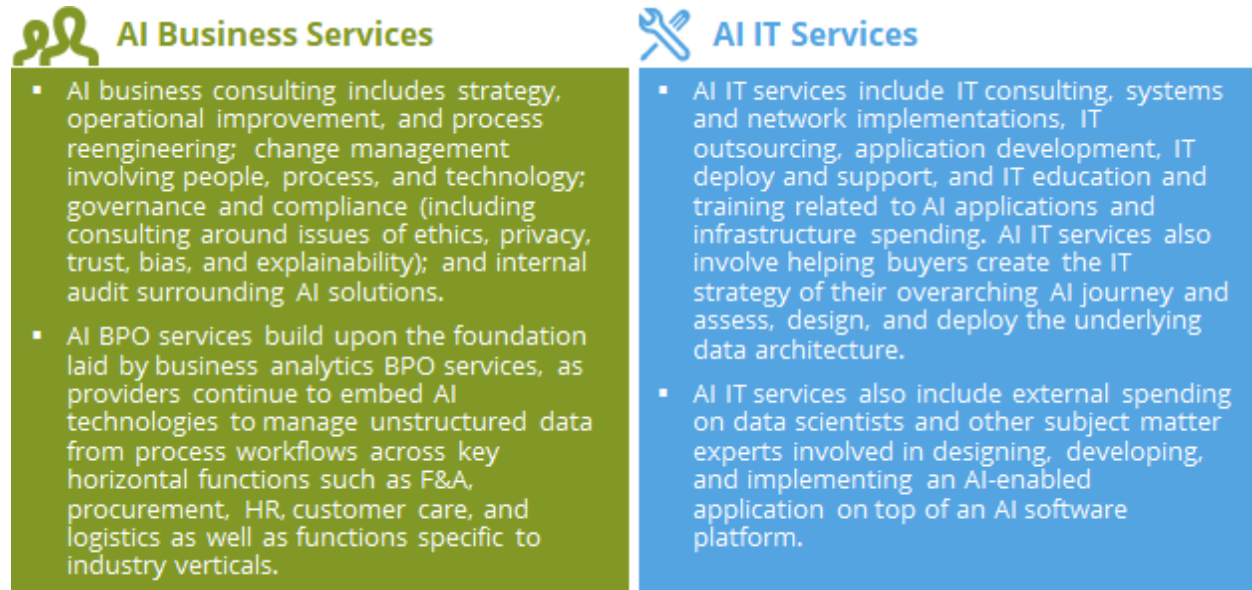 AI Business Services
▪ AI business consulting includes strategy,
operational improvement, and process
reengineering; change management
involving people, process, and technology;
governance and compliance (including
consulting around issues of ethics, privacy,
trust, bias, and explainability); and internal
audit surrounding AI solutions.
▪ AI BPO services build upon the foundation
laid by business analytics BPO services, as
providers continue to embed AI
technologies to manage unstructured data
from process workflows across key
horizontal functions such as F&A,
procurement, HR, customer care, and
logistics as well as functions specific to
industry verticals.
AI IT Services
▪ AI IT services include IT consulting, systems
and network implementations, IT
outsourcing, application development, IT
deploy and support, and IT education and
training related to AI applications and
infrastructure spending. AI IT services also
involve helping buyers create the IT
strategy of their overarching AI journey and
assess, design, and deploy the underlying
data architecture.
▪ AI IT services also include external spending
on data scientists and other subject matter
experts involved in designing, developing,
and implementing an AI-enabled
application on top of an AI software
platform.